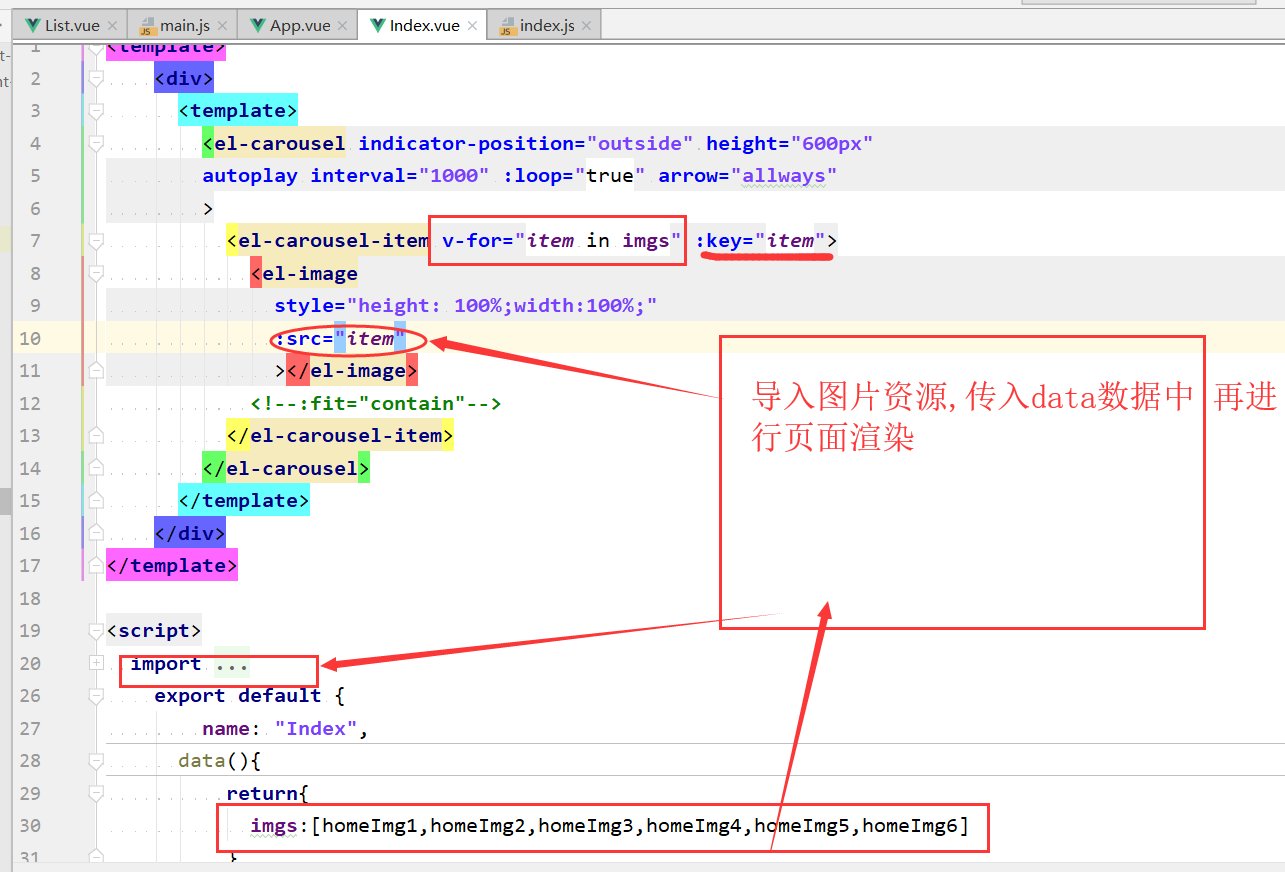 List.vue main.js App.vue Index.vue index.js
1 <template>
2 <div>
3 <template>
4 <el-carousel indicator-position="outside" height="600px"
5 autoplay interval="1000" :loop="true" arrow="allways"
6 >
7 <el-carousel-item v-for="item in imgs" :key="item">
8 <el-image
9 style="height: 100%;width:100%;"
10 :src="item"
11 ></el-image>
12 <!--:fit="contain"-->
13 </el-carousel-item>
14 </el-carousel>
15 </template>
16 </div>
17 </template>
18
19 <script>
20 import ...
26 export default {
27 name: "Index",
28 data(){
29 return{
30 imgs:[homeImg1,homeImg2,homeImg3,homeImg4,homeImg5,homeImg6]
31 }
导入图片资源,传入data数据中 再进
行页面渲染